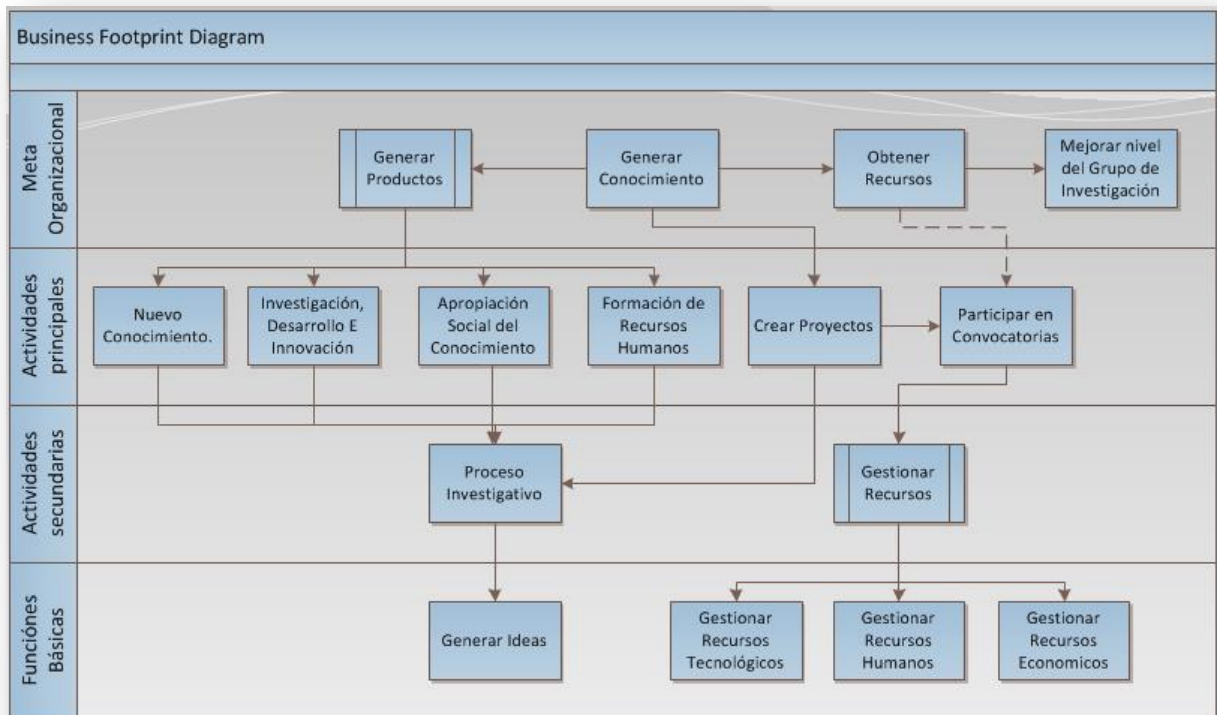 Business Footprint Diagram
Meta
Organizacional
Generar
Productos
Generar
Conocimiento
Obtener
Recursos
Mejorar nivel
del Grupo de
Investigación
Actividades
principales
Nuevo
Conocimiento.
Investigación,
Desarrollo E
Innovación
Apropiación
Social del
Conocimiento
Formación de
Recursos
Humanos
Crear Proyectos
Participar en
Convocatorias
Actividades
secundarias
Proceso
Investigativo
Gestionar
Recursos
Funciónes
Básicas
Generar Ideas
Gestionar
Recursos
Tecnológicos
Gestionar
Recursos
Humanos
Gestionar
Recursos
Economicos